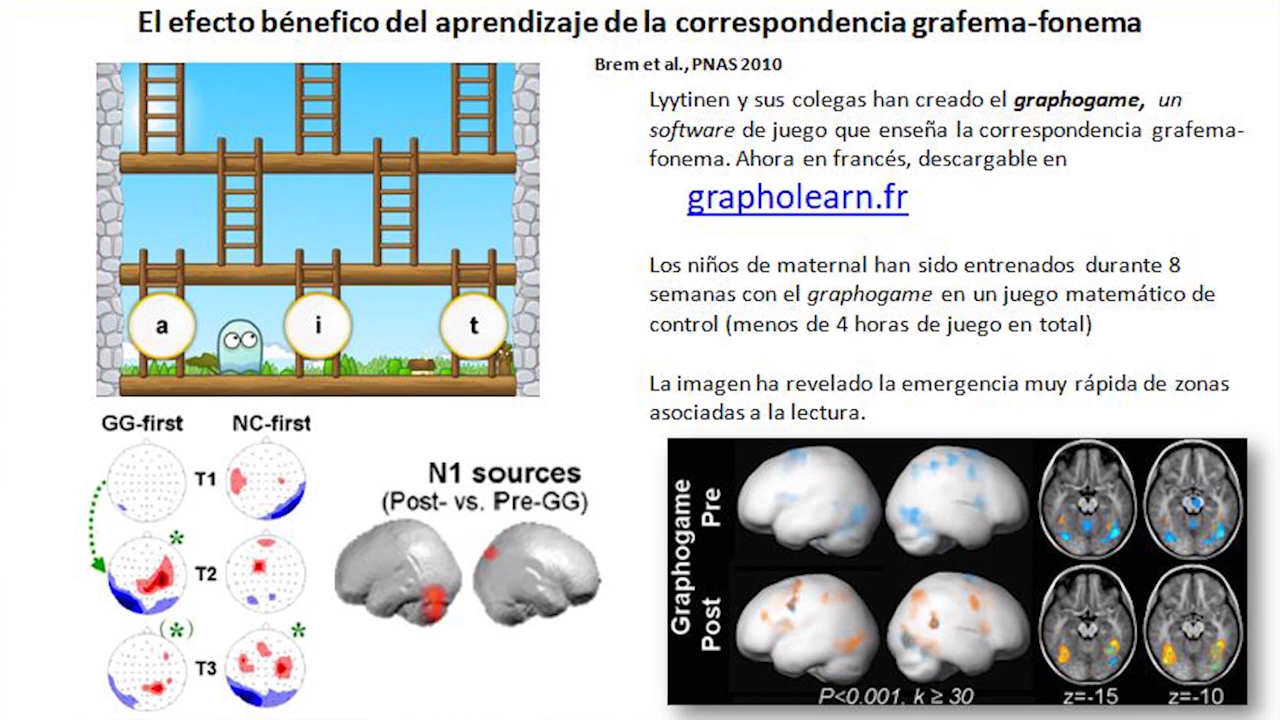 El efecto bénefico del aprendizaje de la correspondencia grafema-fonema
Brem et al., PNAS 2010
Lyytinen y sus colegas han creado el graphogame, un
software de juego que enseña la correspondencia grafema-
fonema. Ahora en francés, descargable en
grapholearn.fr
Los niños de maternal han sido entrenados durante 8
semanas con el graphogame en un juego matemático de
control (menos de 4 horas de juego en total)
La imagen ha revelado la emergencia muy rápida de zonas
asociadas a la lectura.
a i t
GG-first NC-first
T1
* T2
(*) T3 *
N1 sources
(Post- vs. Pre-GG)
Graphogame
Pre
Post
P<0.001, k ≥ 30 z=-15 z=-10